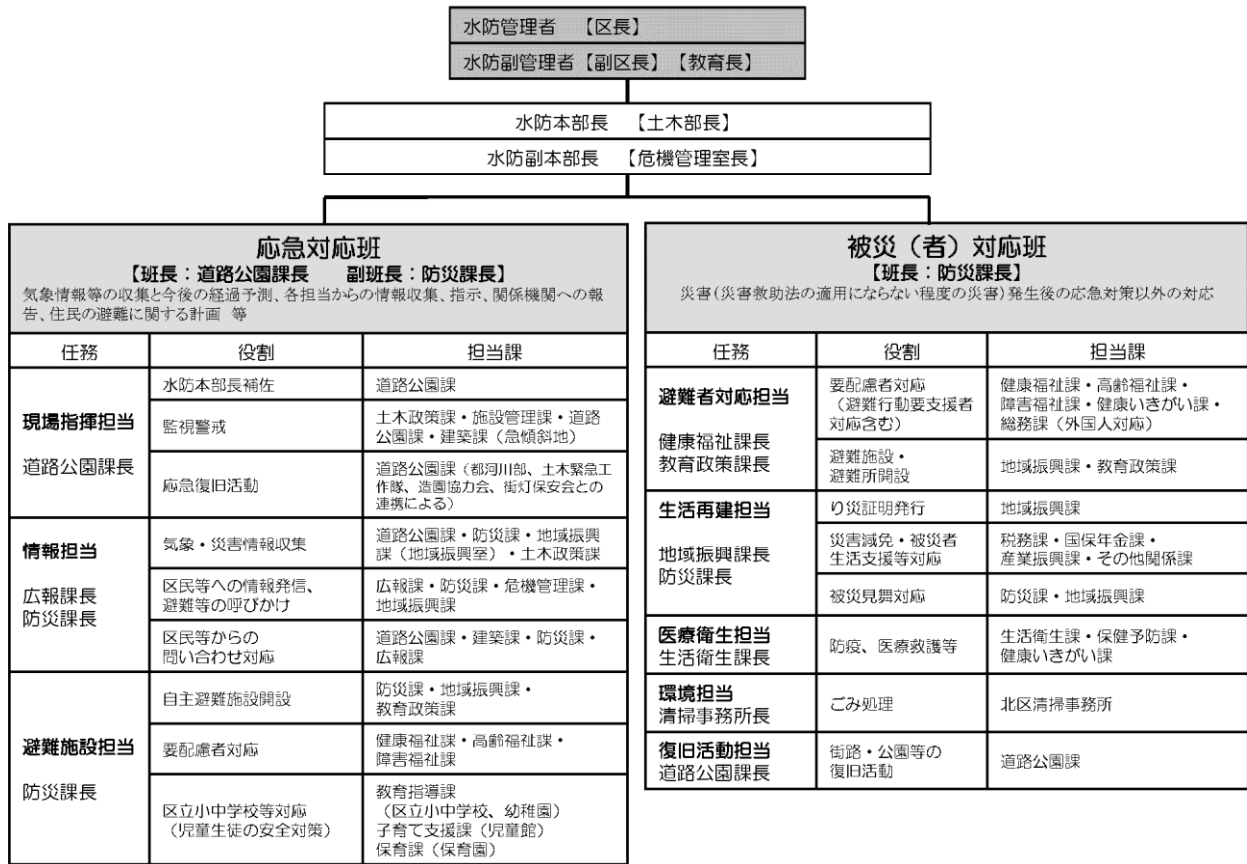 水防管理者 【区長】
水防副管理者【副区長】【教育長】
水防本部長 【土木部長】
水防副本部長 【危機管理室長】
応急対応班
【班長：道路公園課長 副班長：防災課長】
気象情報等の収集と今後の経過予測、各担当からの情報収集、指示、関係機関への報
告、住民の避難に関する計画 等
任務
役割
担当課
現場指揮担当
道路公園課長
水防本部長補佐
道路公園課
監視警戒
土木政策課・施設管理課・道路
公園課・建築課（急傾斜地）
応急復旧活動
道路公園課（都河川部、土木緊急工
作隊、造園協力会、街灯保安会との
連携による）
情報担当
広報課長
防災課長
気象・災害情報収集
道路公園課・防災課・地域振興
課（地域振興室）・土木政策課
区民等への情報発信、
避難等の呼びかけ
広報課・防災課・危機管理課・
地域振興課
区民等からの
問い合わせ対応
道路公園課・建築課・防災課・
広報課
避難施設担当
防災課長
自主避難施設開設
防災課・地域振興課・
教育政策課
要配慮者対応
健康福祉課・高齢福祉課・
障害福祉課
区立小中学校等対応
（児童生徒の安全対策）
教育指導課
（区立小中学校、幼稚園）
子育て支援課（児童館）
保育課（保育園）
被災（者）対応班
【班長：防災課長】
災害（災害救助法の適用にならない程度の災害）発生後の応急対策以外の対応
任務
役割
担当課
避難者対応担当
健康福祉課長
教育政策課長
要配慮者対応
（避難行動要支援者
対応含む）
健康福祉課・高齢福祉課・
障害福祉課・健康いきがい課・
総務課（外国人対応）
避難施設・
避難所開設
地域振興課・教育政策課
生活再建担当
地域振興課長
防災課長
り災証明発行
地域振興課
災害減免・被災者
生活支援等対応
税務課・国保年金課・
産業振興課・その他関係課
被災見舞対応
防災課・地域振興課
医療衛生担当
生活衛生課長
防疫、医療救護等
生活衛生課・保健予防課・
健康いきがい課
環境担当
清掃事務所長
ごみ処理
北区清掃事務所
復旧活動担当
道路公園課長
街路・公園等の
復旧活動
道路公園課